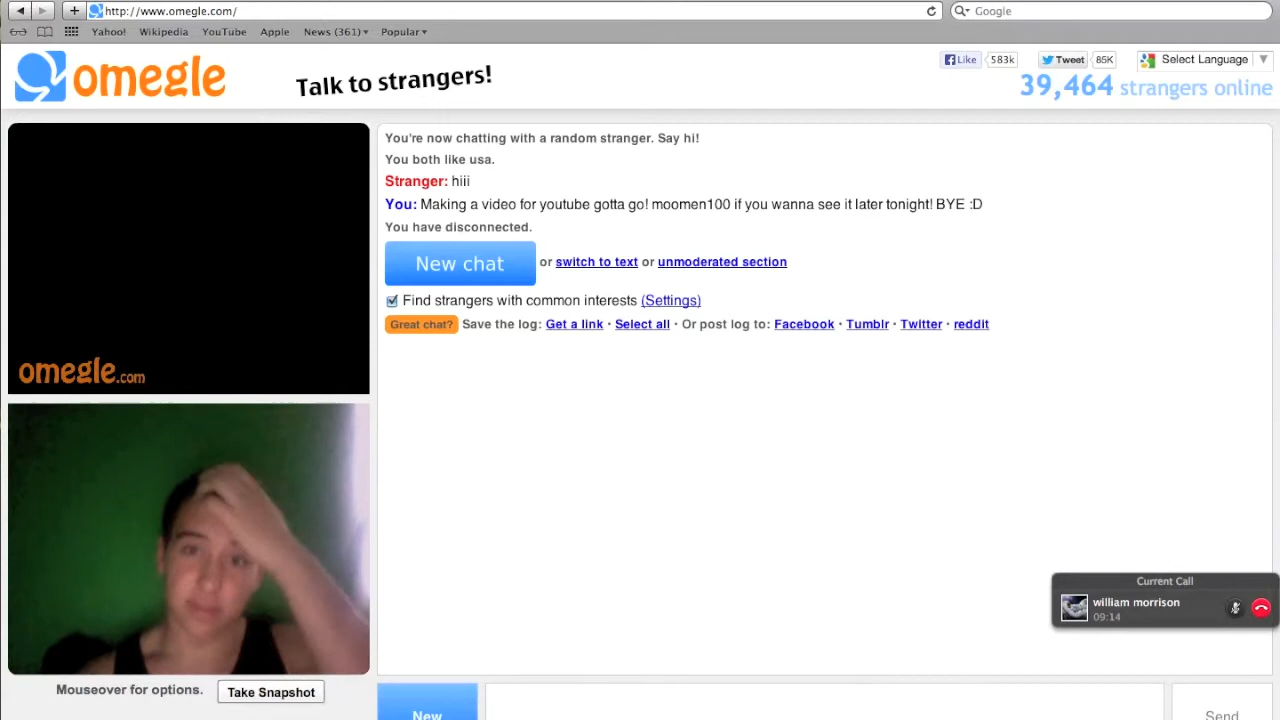 http://www.omegle.com/
Google
Yahoo! Wikipedia YouTube Apple News (361) Popular
omegle
Talk to strangers!
Like 583k Tweet 85K Select Language
39,464 strangers online
You're now chatting with a random stranger. Say hi!
You both like usa.
Stranger: hiii
You: Making a video for youtube gotta go! moomen100 if you wanna see it later tonight! BYE :D
You have disconnected.
New chat or switch to text or unmoderated section
Find strangers with common interests (Settings)
Great chat? Save the log: Get a link · Select all · Or post log to: Facebook · Tumblr · Twitter · reddit
omegle.com
Current Call
william morrison
09:14
Mouseover for options. Take Snapshot
New
Send